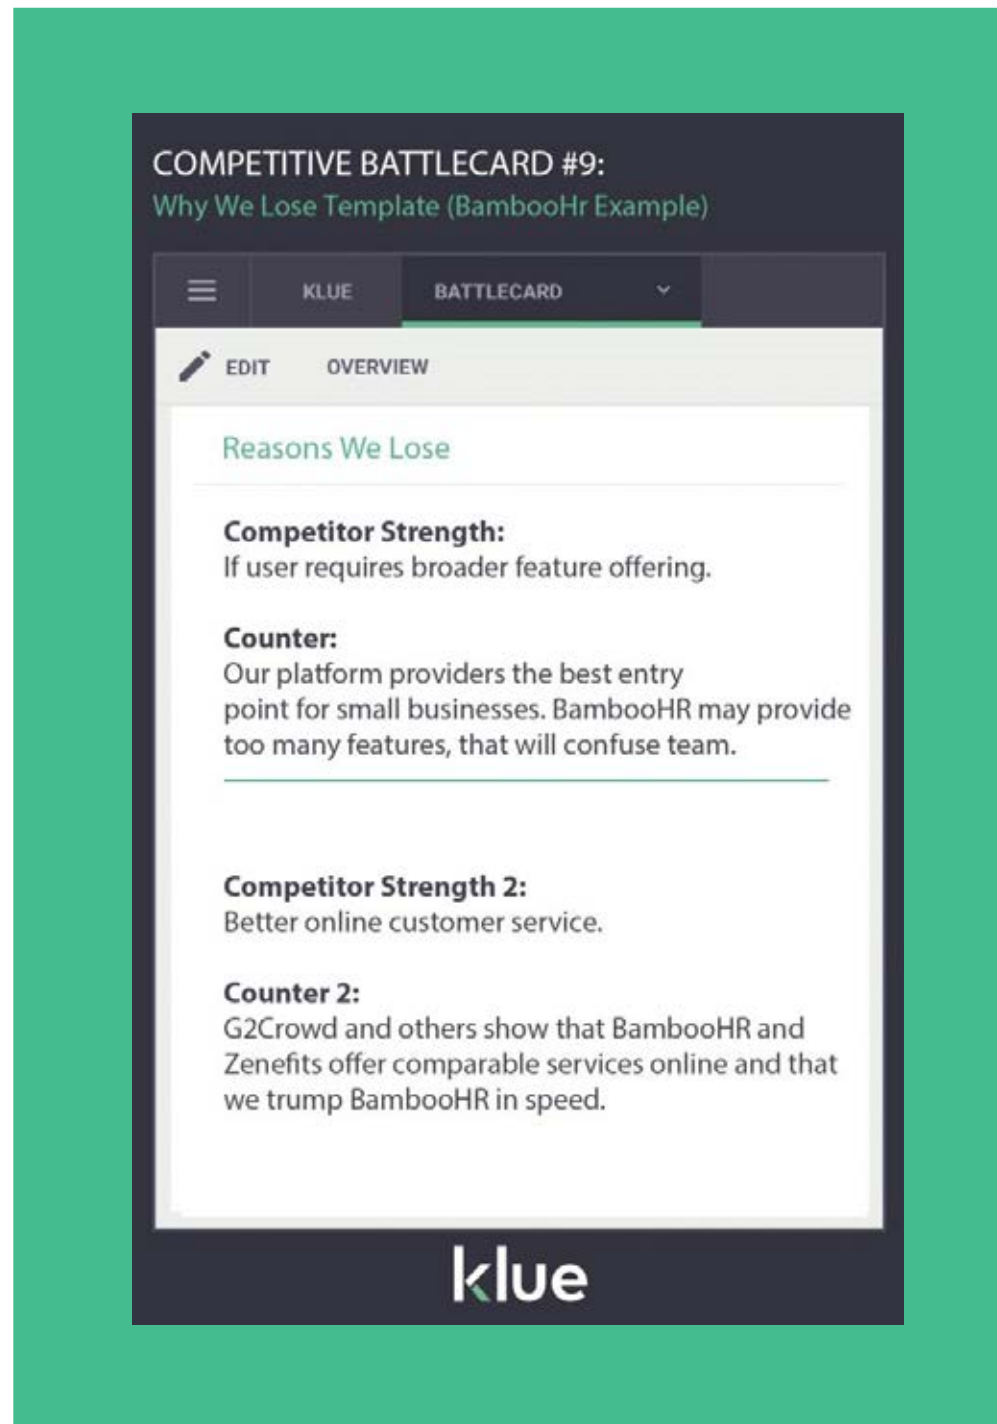 COMPETITIVE BATTLECARD #9:
Why We Lose Template (BambooHr Example)
KLUE
BATTLECARD
EDIT
OVERVIEW
Reasons We Lose
Competitor Strength:
If user requires broader feature offering.
Counter:
Our platform providers the best entry
point for small businesses. BambooHR may provide
too many features, that will confuse team.
Competitor Strength 2:
Better online customer service.
Counter 2:
G2Crowd and others show that BambooHR and
Zenefits offer comparable services online and that
we trump BambooHR in speed.
klue